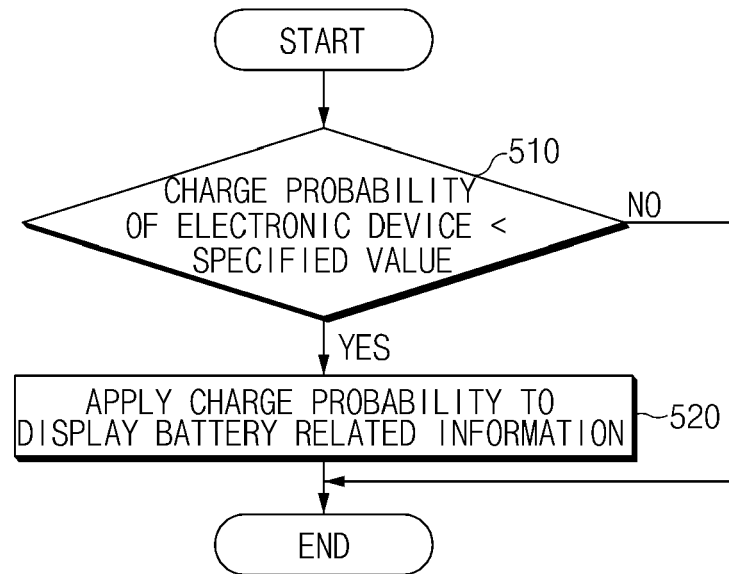 START
510
CHARGE PROBABILITY
OF ELECTRONIC DEVICE <
SPECIFIED VALUE
NO
YES
APPLY CHARGE PROBABILITY TO
DISPLAY BATTERY RELATED INFORMATION
520
END